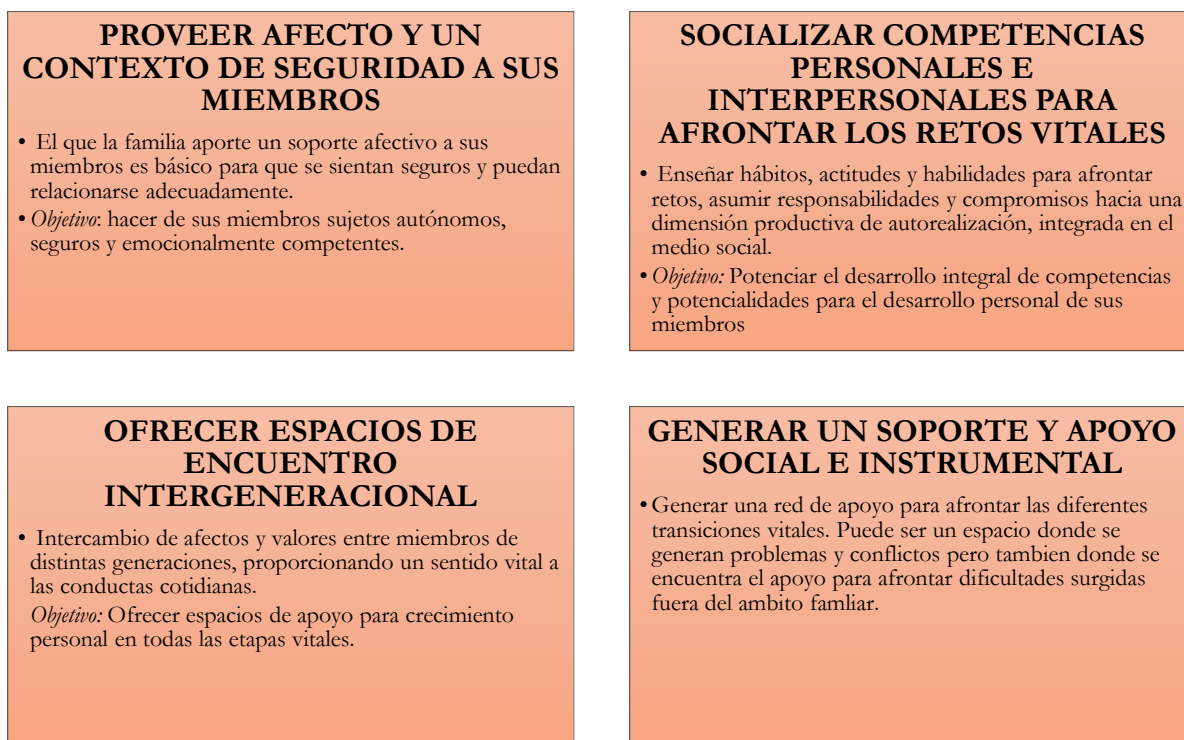 PROVEER AFECTO Y UN
CONTEXTO DE SEGURIDAD A SUS
MIEMBROS
• El que la familia aporte un soporte afectivo a sus
miembros es básico para que se sientan seguros y puedan
relacionarse adecuadamente.
• Objetivo: hacer de sus miembros sujetos autónomos,
seguros y emocionalmente competentes.
SOCIALIZAR COMPETENCIAS
PERSONALES E
INTERPERSONALES PARA
AFRONTAR LOS RETOS VITALES
• Enseñar hábitos, actitudes y habilidades para afrontar
retos, asumir responsabilidades y compromisos hacia una
dimensión productiva de autorealización, integrada en el
medio social.
• Objetivo: Potenciar el desarrollo integral de competencias
y potencialidades para el desarrollo personal de sus
miembros
OFRECER ESPACIOS DE
ENCUENTRO
INTERGENERACIONAL
• Intercambio de afectos y valores entre miembros de
distintas generaciones, proporcionando un sentido vital a
las conductas cotidianas.
Objetivo: Ofrecer espacios de apoyo para crecimiento
personal en todas las etapas vitales.
GENERAR UN SOPORTE Y APOYO
SOCIAL E INSTRUMENTAL
• Generar una red de apoyo para afrontar las diferentes
transiciones vitales. Puede ser un espacio donde se
generan problemas y conflictos pero tambien donde se
encuentra el apoyo para afrontar dificultades surgidas
fuera del ambito famliar.